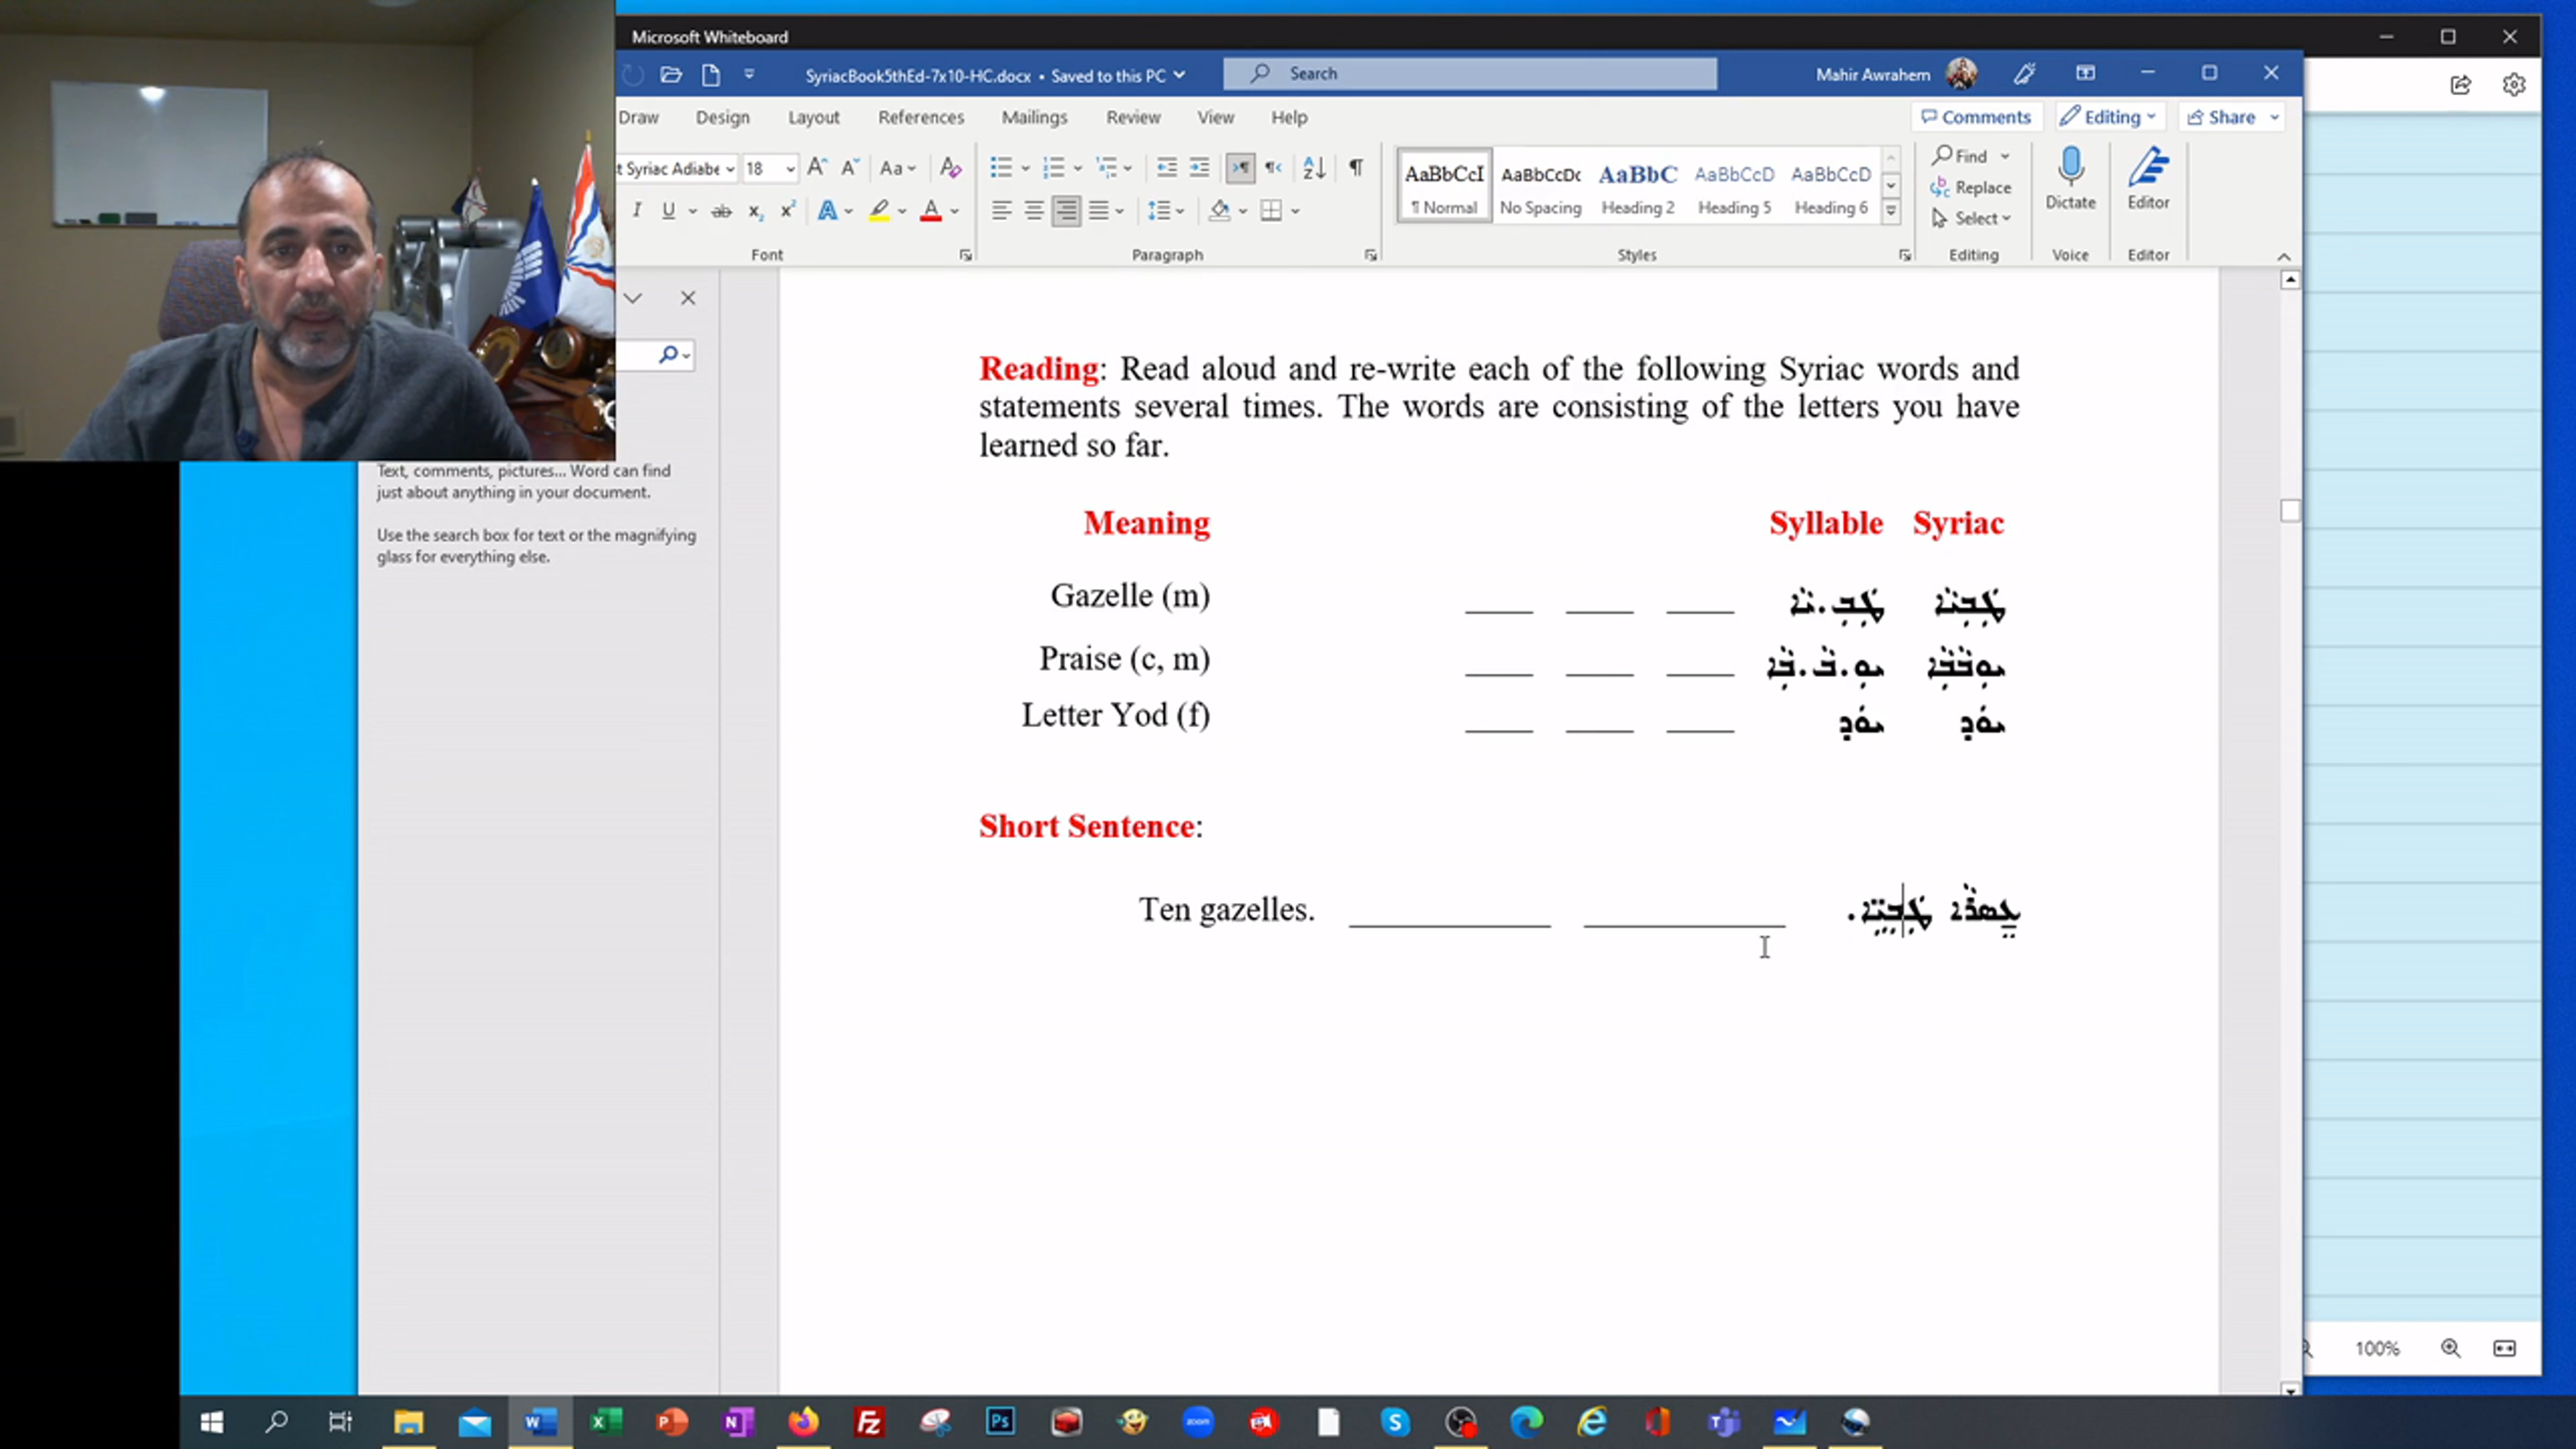 Microsoft Whiteboard
SyriacBook5thEd-7x10-HC.docx • Saved to this PC
Search
Mahir Awrahem
Draw Design Layout References Mailings Review View Help
Comments Editing Share
t Syriac Adiabe 18 Aa
AaBbCcI AaBbCcDc AaBbC AaBbCcD AaBbCcD
¶ Normal No Spacing Heading 2 Heading 5 Heading 6
Find
Replace
Select
Dictate
Editor
Font Paragraph Styles Editing Voice Editor
Text, comments, pictures... Word can find
just about anything in your document.
Use the search box for text or the magnifying
glass for everything else.
Reading: Read aloud and re-write each of the following Syriac words and
statements several times. The words are consisting of the letters you have
learned so far.
Meaning Syllable Syriac
Gazelle (m)
Praise (c, m)
Letter Yod (f)
Short Sentence:
Ten gazelles.
100%